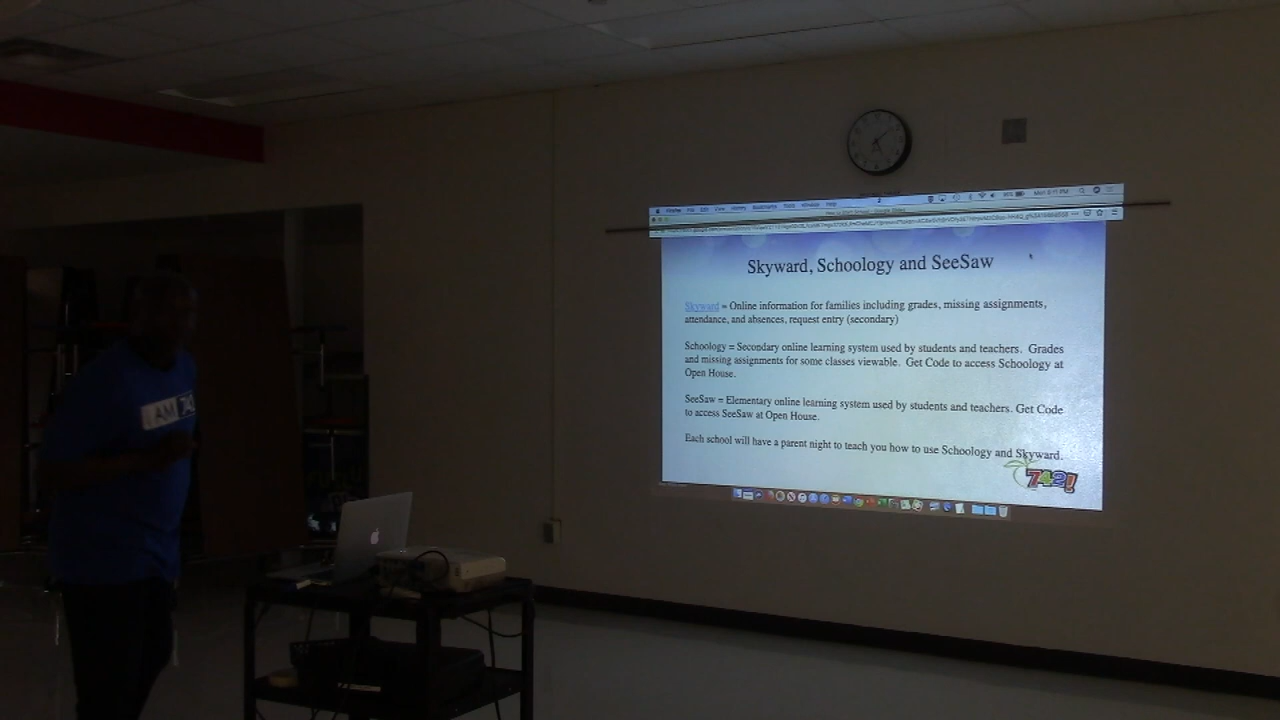 Skyward, Schoology and SeeSaw
Skyward = Online information for families including grades, missing assignments,
attendance, and absences, request entry (secondary)
Schoology = Secondary online learning system used by students and teachers. Grades
and missing assignments for some classes viewable. Get Code to access Schoology at
Open House.
SeeSaw = Elementary online learning system used by students and teachers. Get Code
to access SeeSaw at Open House.
Each school will have a parent night to teach you how to use Schoology and Skyward.
742!
I AM 742